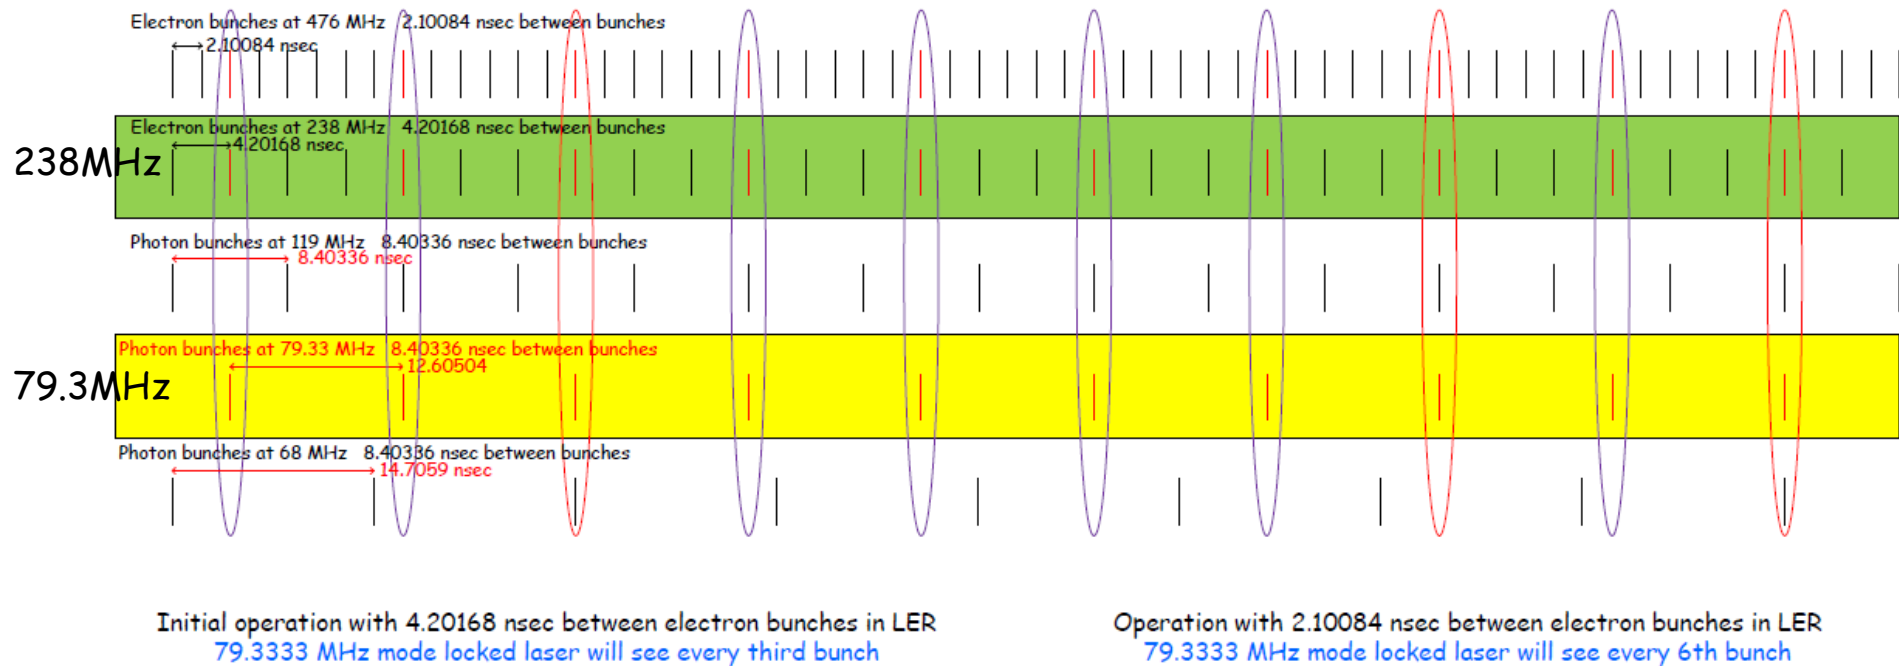 Electron bunches at 476 MHz 2.10084 nsec between bunches
2.10084 nsec
Electron bunches at 238 MHz 4.20168 nsec between bunches
4.20168 nsec
238MHz
Photon bunches at 119 MHz 8.40336 nsec between bunches
8.40336 nsec
Photon bunches at 79.33 MHz 8.40336 nsec between bunches
12.60504
79.3MHz
Photon bunches at 68 MHz 8.40336 nsec between bunches
14.7059 nsec
Initial operation with 4.20168 nsec between electron bunches in LER
79.3333 MHz mode locked laser will see every third bunch
Operation with 2.10084 nsec between electron bunches in LER
79.3333 MHz mode locked laser will see every 6th bunch